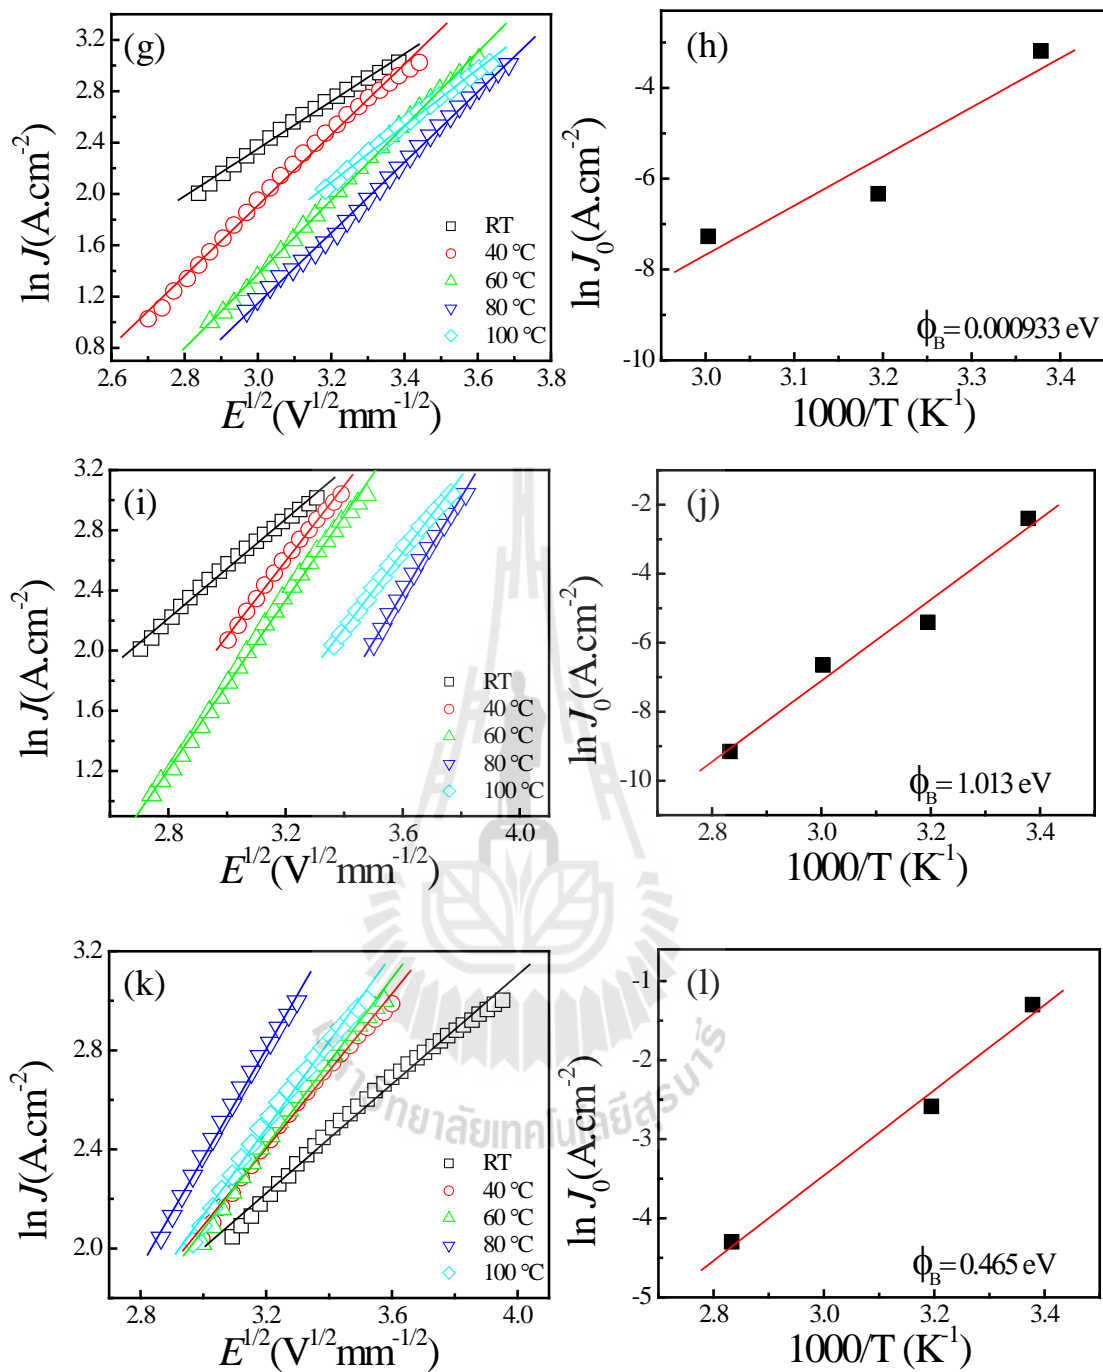 (g)
3.2
2.8
2.4
2.0
1.6
1.2
0.8
ln J(A.cm-2)
RT
40 °C
60 °C
80 °C
100 °C
2.6 2.8 3.0 3.2 3.4 3.6 3.8
E1/2(V1/2mm-1/2)
(h)
-4
-6
-8
-10
ln J0(A.cm-2)
ϕB= 0.000933 eV
3.0 3.1 3.2 3.3 3.4
1000/T (K-1)
(i)
3.2
2.8
2.4
2.0
1.6
1.2
ln J(A.cm-2)
RT
40 °C
60 °C
80 °C
100 °C
2.8 3.2 3.6 4.0
E1/2(V1/2mm-1/2)
(j)
-2
-4
-6
-8
-10
ln J0(A.cm-2)
ϕB= 1.013 eV
2.8 3.0 3.2 3.4
1000/T (K-1)
(k)
3.2
2.8
2.4
2.0
ln J(A.cm-2)
RT
40 °C
60 °C
80 °C
100 °C
2.8 3.2 3.6 4.0
E1/2(V1/2mm-1/2)
(l)
-1
-2
-3
-4
-5
ln J0(A.cm-2)
ϕB= 0.465 eV
2.8 3.0 3.2 3.4
1000/T (K-1)